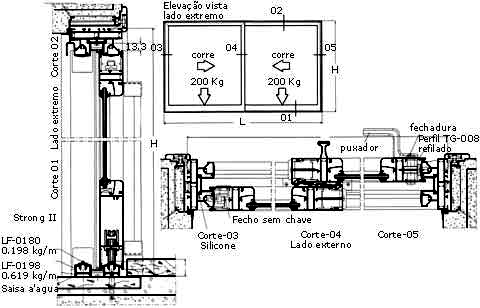 Elevação vista
lado extremo
02
13,3
03
04
05
corre
200 Kg
corre
200 Kg
H
01
L
Corte 02
Lado extremo
Corte 01
H
fechadura
Perfil TG-008
refilado
puxador
Strong II
LF-0180
0.198 kg/m
LF-0198
0.619 kg/m
Saisa a'agua
Fecho sem chave
Corte-03
Silicone
Corte-04
Lado externo
Corte-05